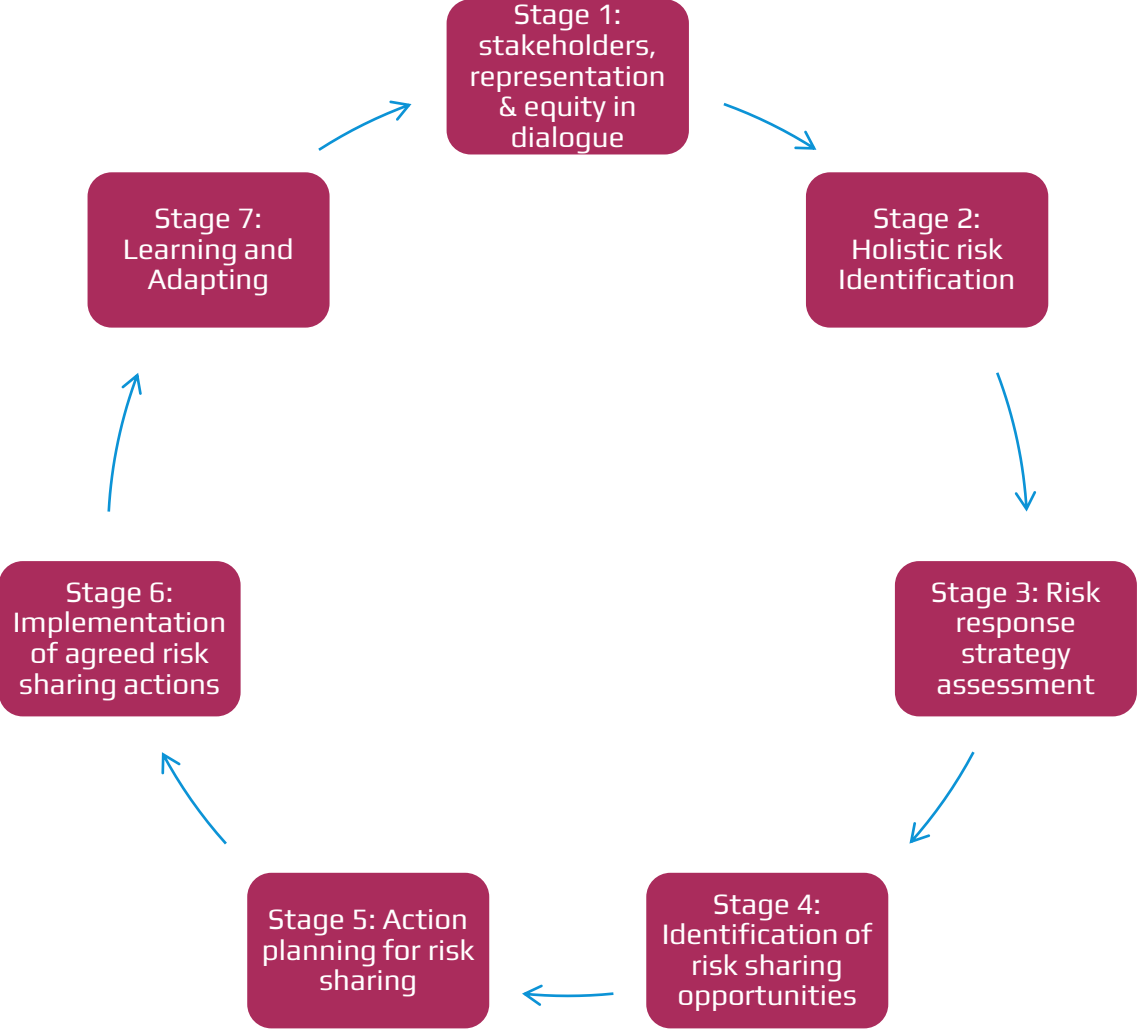 Stage 1:
stakeholders,
representation
& equity in
dialogue
Stage 2:
Holistic risk
Identification
Stage 3: Risk
response
strategy
assessment
Stage 4:
Identification of
risk sharing
opportunities
Stage 5: Action
planning for risk
sharing
Stage 6:
Implementation
of agreed risk
sharing actions
Stage 7:
Learning and
Adapting